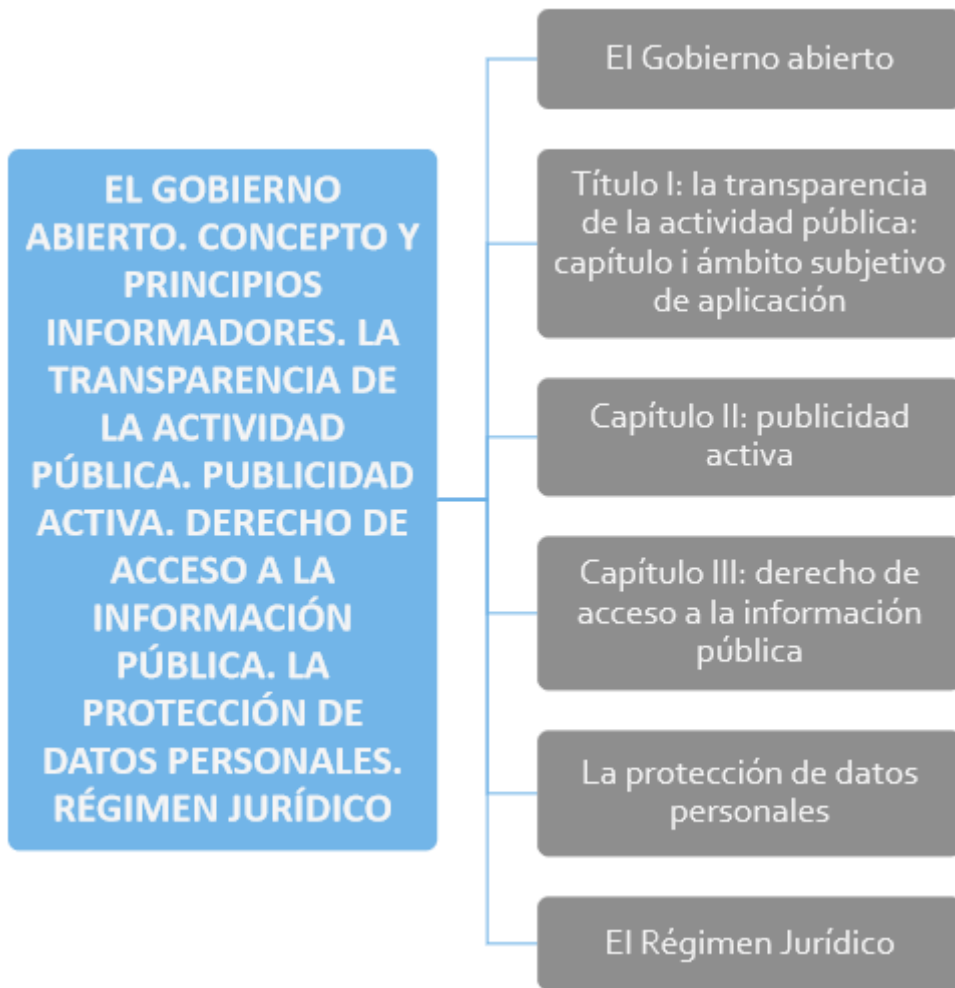 EL GOBIERNO
ABIERTO. CONCEPTO Y
PRINCIPIOS
INFORMADORES. LA
TRANSPARENCIA DE
LA ACTIVIDAD
PÚBLICA. PUBLICIDAD
ACTIVA. DERECHO DE
ACCESO A LA
INFORMACIÓN
PÚBLICA. LA
PROTECCIÓN DE
DATOS PERSONALES.
RÉGIMEN JURÍDICO
El Gobierno abierto
Título I: la transparencia
de la actividad pública:
capítulo i ámbito subjetivo
de aplicación
Capítulo II: publicidad
activa
Capítulo III: derecho de
acceso a la información
pública
La protección de datos
personales
El Régimen Jurídico